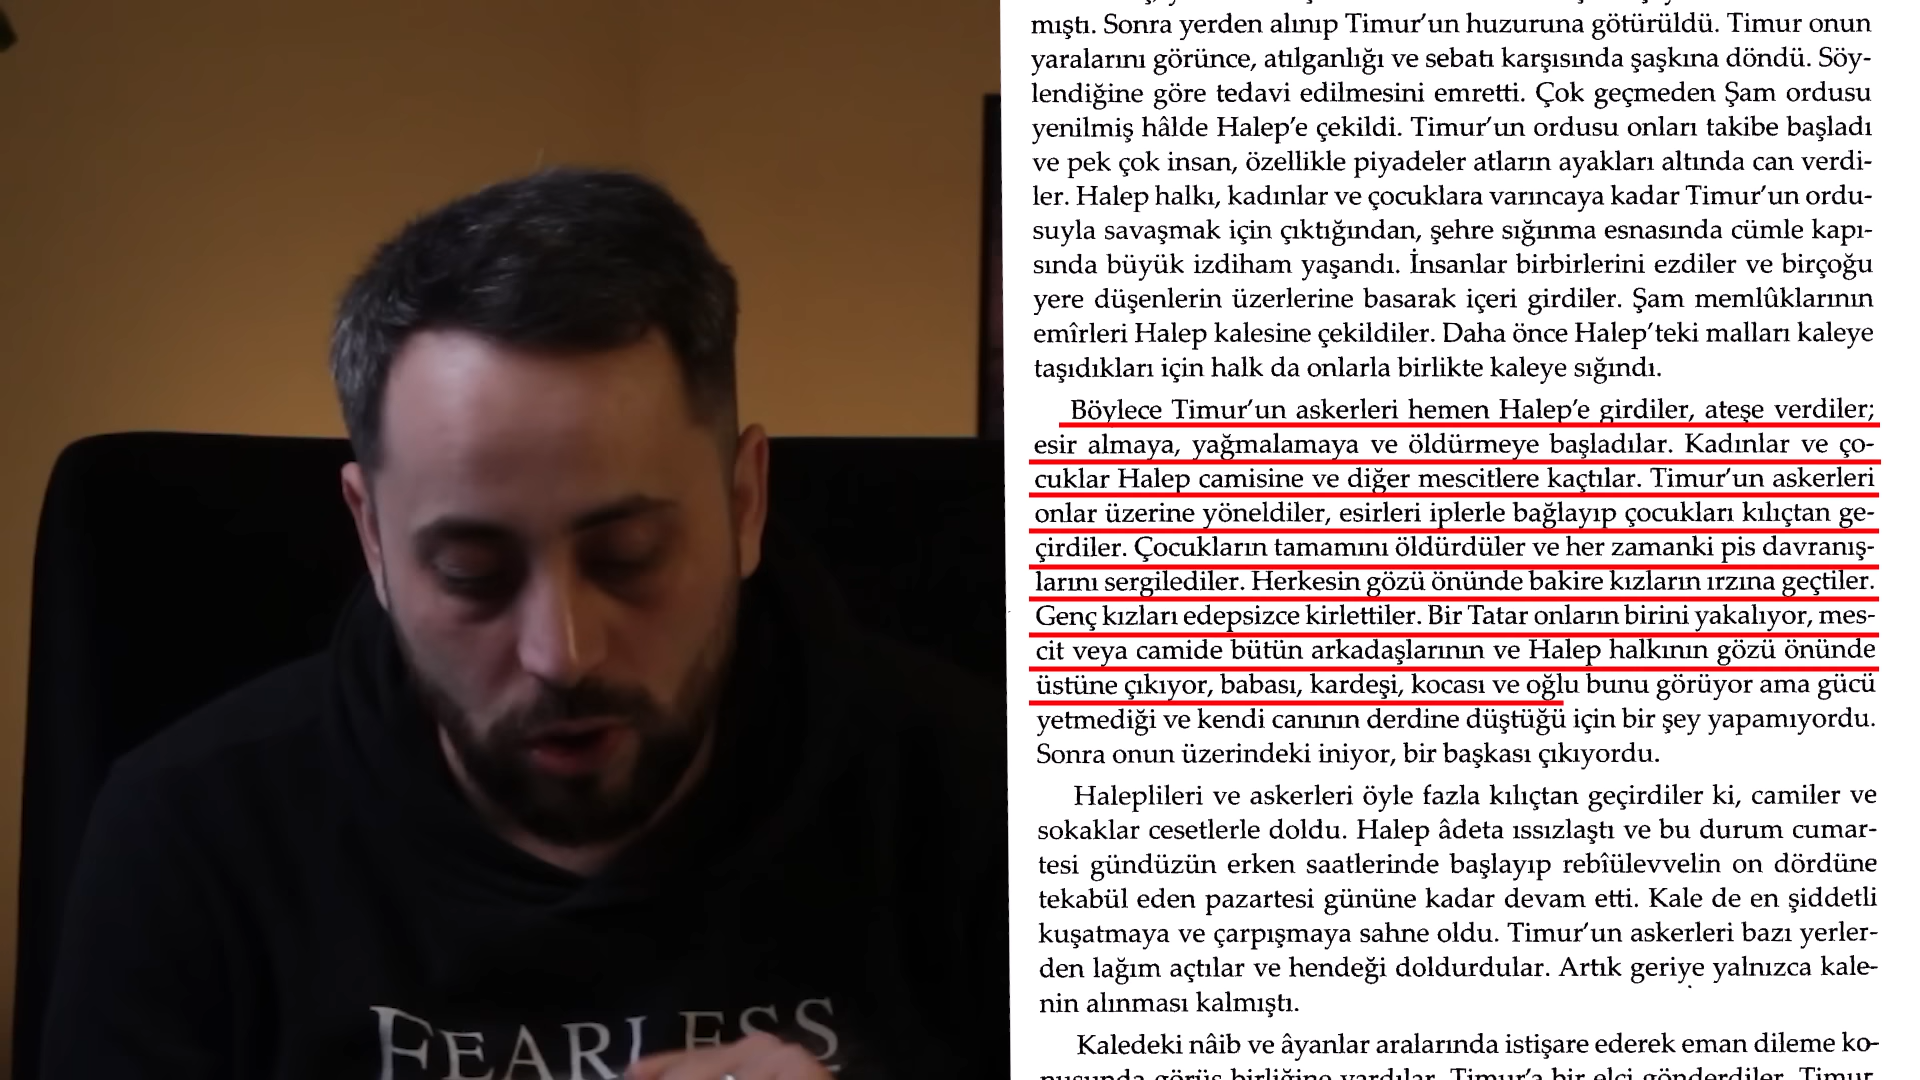 FEARLESS
mıştı. Sonra yerden alınıp Timur’un huzuruna götürüldü. Timur onun
yaralarını görünce, atılganlığı ve sebatı karşısında şaşkına döndü. Söy-
lendiğine göre tedavi edilmesini emretti. Çok geçmeden Şam ordusu
yenilmiş hâlde Halep’e çekildi. Timur’un ordusu onları takibe başladı
ve pek çok insan, özellikle piyadeler atların ayakları altında can verdi-
ler. Halep halkı, kadınlar ve çocuklara varıncaya kadar Timur’un ordu-
suyla savaşmak için çıktığından, şehre sığınma esnasında cümle kapı-
sında büyük izdiham yaşandı. İnsanlar birbirlerini ezdiler ve birçoğu
yere düşenlerin üzerlerine basarak içeri girdiler. Şam memlûklarının
emîrleri Halep kalesine çekildiler. Daha önce Halep’teki malları kaleye
taşıdıkları için halk da onlarla birlikte kaleye sığındı.
Böylece Timur’un askerleri hemen Halep’e girdiler, ateşe verdiler;
esir almaya, yağmalamaya ve öldürmeye başladılar. Kadınlar ve ço-
cuklar Halep camisine ve diğer mescitlere kaçtılar. Timur’un askerleri
onlar üzerine yöneldiler, esirleri iplerle bağlayıp çocukları kılıçtan ge-
çirdiler. Çocukların tamamını öldürdüler ve her zamanki pis davranış-
larını sergilediler. Herkesin gözü önünde bakire kızların ırzına geçtiler.
Genç kızları edepsizce kirlettiler. Bir Tatar onların birini yakalıyor, mes-
cit veya camide bütün arkadaşlarının ve Halep halkının gözü önünde
üstüne çıkıyor, babası, kardeşi, kocası ve oğlu bunu görüyor ama gücü
yetmediği ve kendi canının derdine düştüğü için bir şey yapamıyordu.
Sonra onun üzerindeki iniyor, bir başkası çıkıyordu.
Haleplileri ve askerleri öyle fazla kılıçtan geçirdiler ki, camiler ve
sokaklar cesetlerle doldu. Halep âdeta ıssızlaştı ve bu durum cumar-
tesi gündüzün erken saatlerinde başlayıp rebîülevvelin on dördüne
tekabül eden pazartesi gününe kadar devam etti. Kale de en şiddetli
kuşatmaya ve çarpışmaya sahne oldu. Timur’un askerleri bazı yerler-
den lağım açtılar ve hendeği doldurdular. Artık geriye yalnızca kale-
nin alınması kalmıştı.
Kaledeki nâib ve âyanlar aralarında istişare ederek eman dileme ko-
nusunda görüş birliğine vardılar. Timur’a bir elçi gönderdiler. Timur